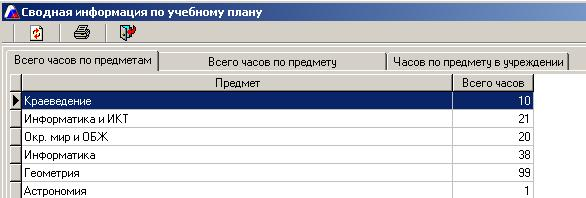 Сводная информация по учебному плану
Всего часов по предметам Всего часов по предмету Часов по предмету в учреждении
Предмет Всего часов
Краеведение 10
Информатика и ИКТ 21
Окр. мир и ОБЖ 20
Информатика 38
Геометрия 99
Астрономия 1